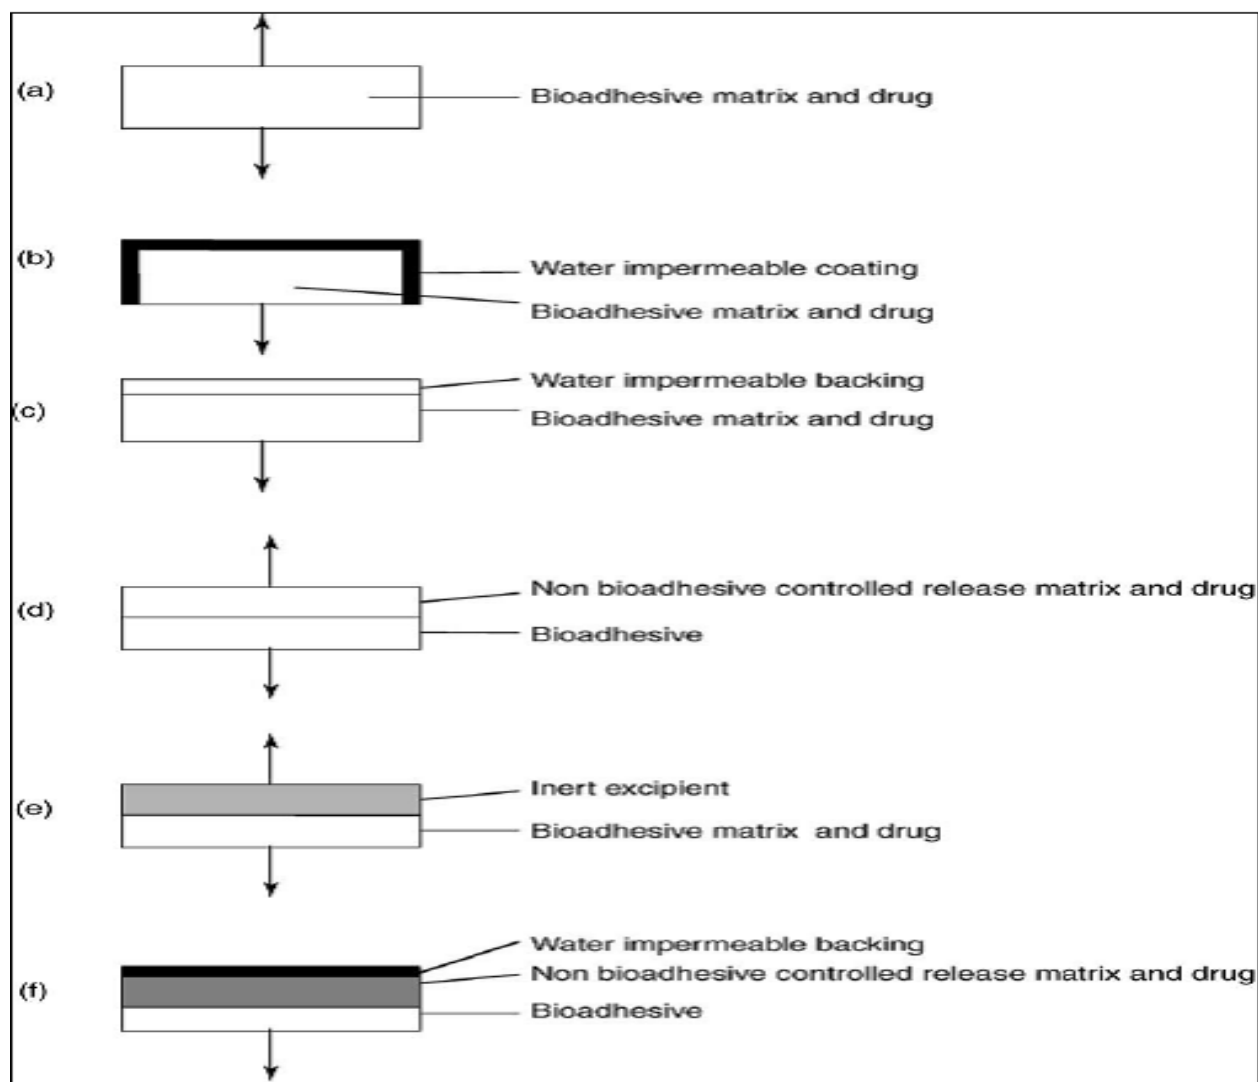 (a)
Bioadhesive matrix and drug
(b)
Water impermeable coating
Bioadhesive matrix and drug
Water impermeable backing
(c)
Bioadhesive matrix and drug
Non bioadhesive controlled release matrix and drug
(d)
Bioadhesive
Inert excipient
(e)
Bioadhesive matrix and drug
Water impermeable backing
Non bioadhesive controlled release matrix and drug
(f)
Bioadhesive